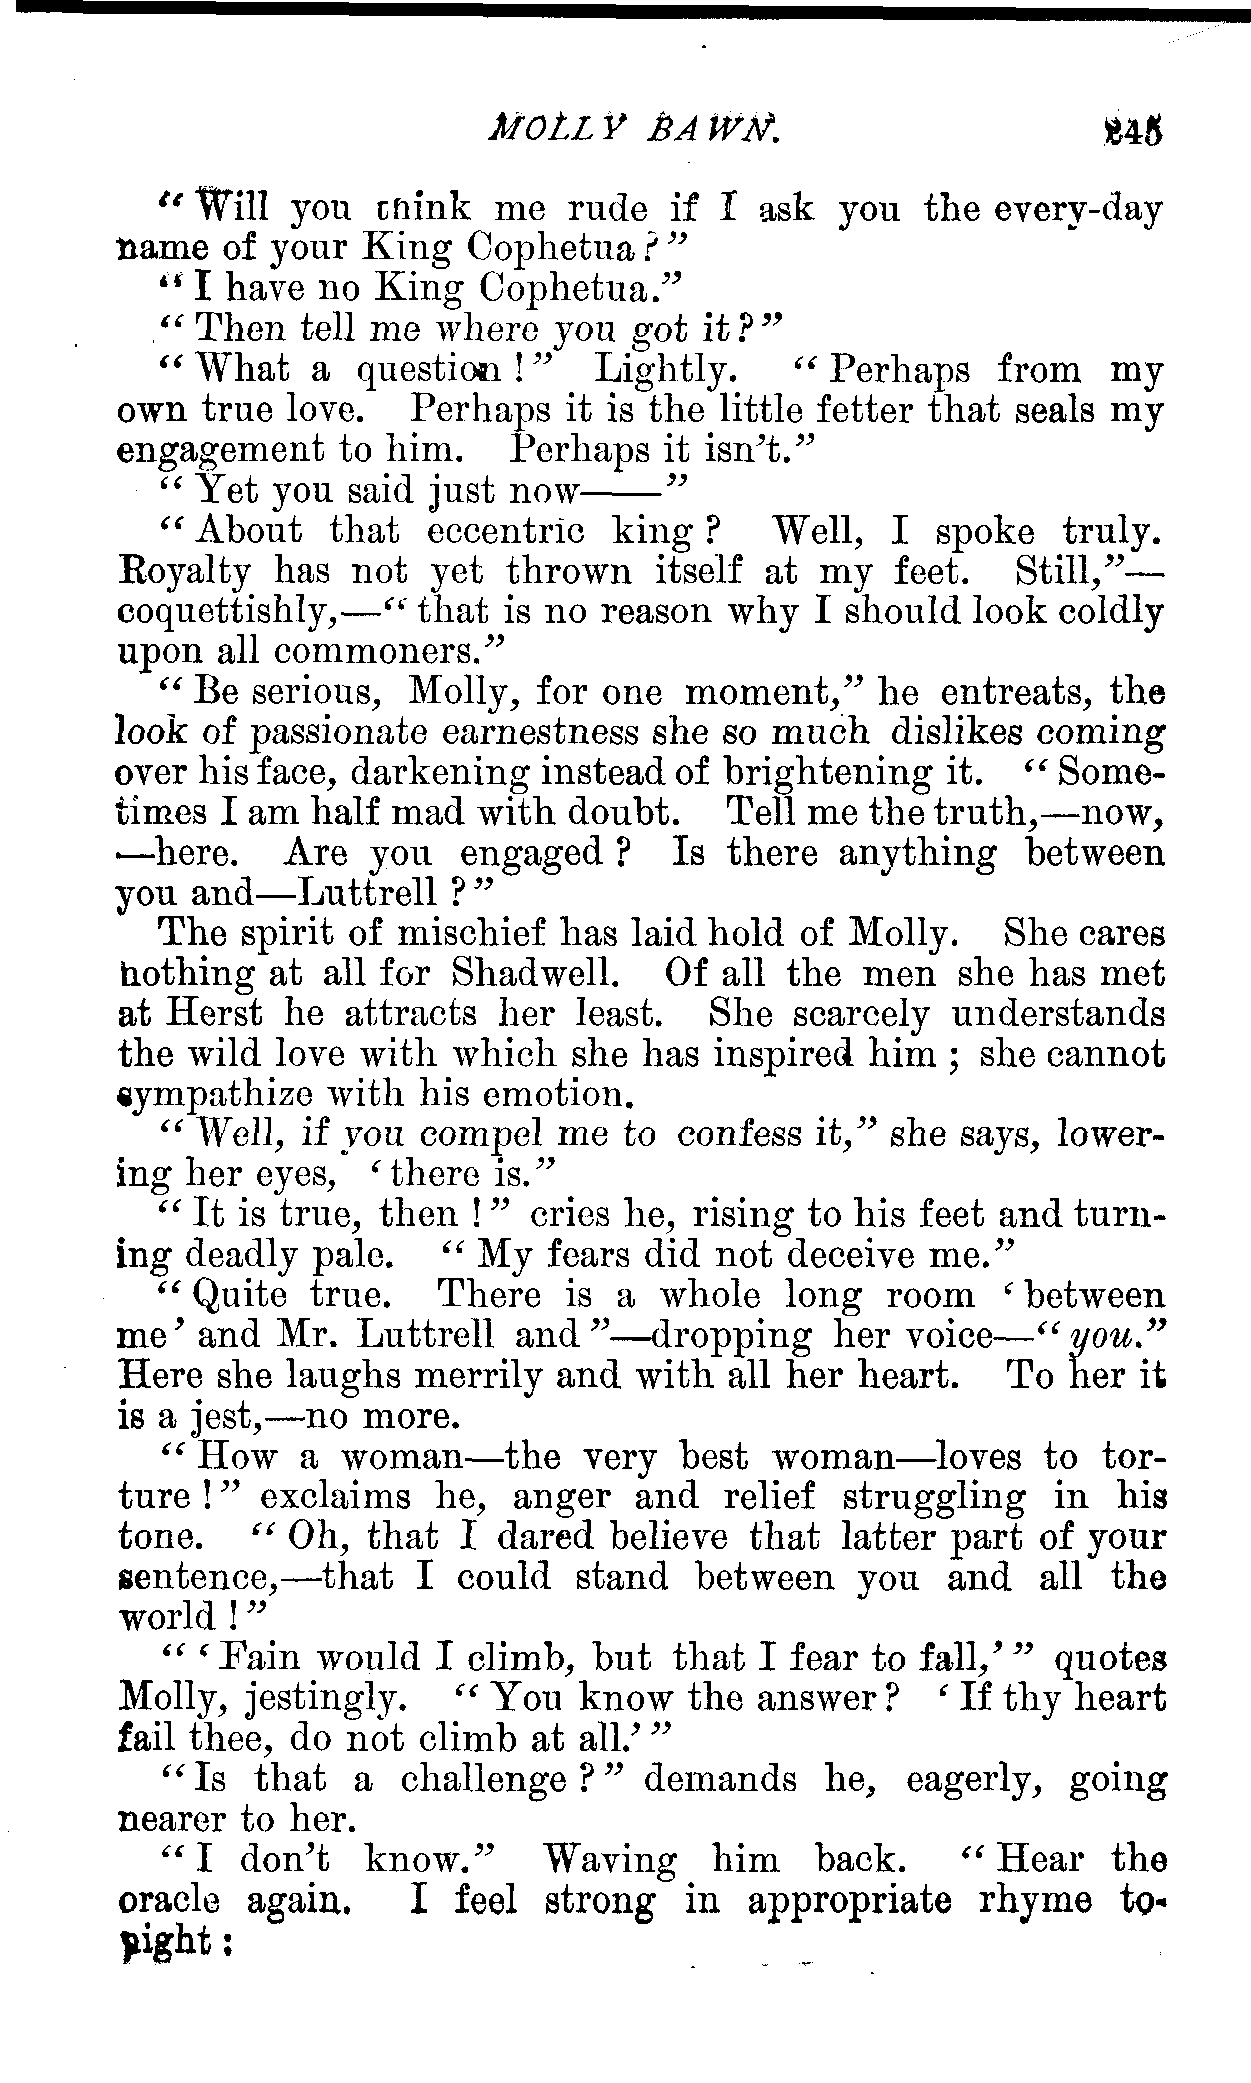 MOLLY BAWN. 245
“Will you think me rude if I ask you the every-day
name of your King Cophetua?”
“I have no King Cophetua.”
“Then tell me where you got it?”
“What a question!” Lightly. “Perhaps from my
own true love. Perhaps it is the little fetter that seals my
engagement to him. Perhaps it isn’t.”
“Yet you said just now——”
“About that eccentric king? Well, I spoke truly.
Royalty has not yet thrown itself at my feet. Still,”—
coquettishly,—“that is no reason why I should look coldly
upon all commoners.”
“Be serious, Molly, for one moment,” he entreats, the
look of passionate earnestness she so much dislikes coming
over his face, darkening instead of brightening it. “Some-
times I am half mad with doubt. Tell me the truth,—now,
—here. Are you engaged? Is there anything between
you and—Luttrell?”
The spirit of mischief has laid hold of Molly. She cares
nothing at all for Shadwell. Of all the men she has met
at Herst he attracts her least. She scarcely understands
the wild love with which she has inspired him; she cannot
sympathize with his emotion.
“Well, if you compel me to confess it,” she says, lower-
ing her eyes, ‘there is.”
“It is true, then!” cries he, rising to his feet and turn-
ing deadly pale. “My fears did not deceive me.”
“Quite true. There is a whole long room ‘between
me’ and Mr. Luttrell and”—dropping her voice—“you.”
Here she laughs merrily and with all her heart. To her it
is a jest,—no more.
“How a woman—the very best woman—loves to tor-
ture!” exclaims he, anger and relief struggling in his
tone. “Oh, that I dared believe that latter part of your
sentence,—that I could stand between you and all the
world!”
“‘Fain would I climb, but that I fear to fall,’” quotes
Molly, jestingly. “You know the answer? ‘If thy heart
fail thee, do not climb at all.’”
“Is that a challenge?” demands he, eagerly, going
nearer to her.
“I don’t know.” Waving him back. “Hear the
oracle again. I feel strong in appropriate rhyme to-
night: